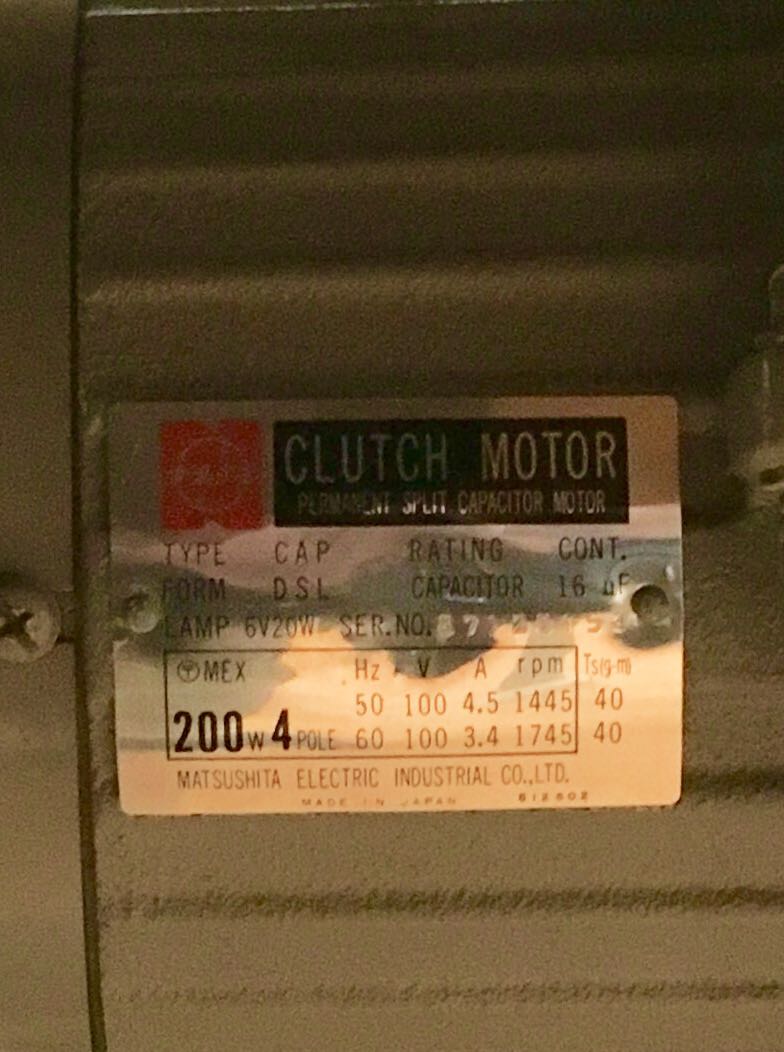 CLUTCH MOTOR
PERMANENT SPLIT CAPACITOR MOTOR
TYPE CAP RATING CONT.
FORM DSL CAPACITOR 16 μF
LAMP 6V20W SER.NO.
MEX Hz V A rpm Ts(g-m)
50 100 4.5 1445 40
200W 4 POLE 60 100 3.4 1745 40
MATSUSHITA ELECTRIC INDUSTRIAL CO.,LTD.
MADE IN JAPAN 612602